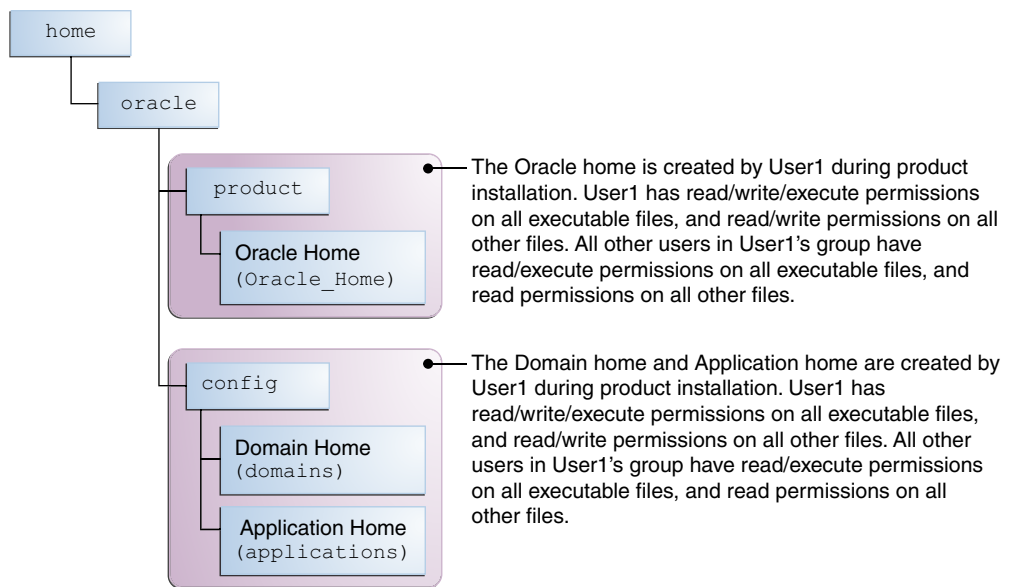 home
oracle
product
Oracle Home
(Oracle_Home)
The Oracle home is created by User1 during product
installation. User1 has read/write/execute permissions
on all executable files, and read/write permissions on all
other files. All other users in User1's group have
read/execute permissions on all executable files, and
read permissions on all other files.
config
Domain Home
(domains)
Application Home
(applications)
The Domain home and Application home are created by
User1 during product installation. User1 has
read/write/execute permissions on all executable files,
and read/write permissions on all other files. All other
users in User1's group have read/execute permissions
on all executable files, and read permissions on all
other files.